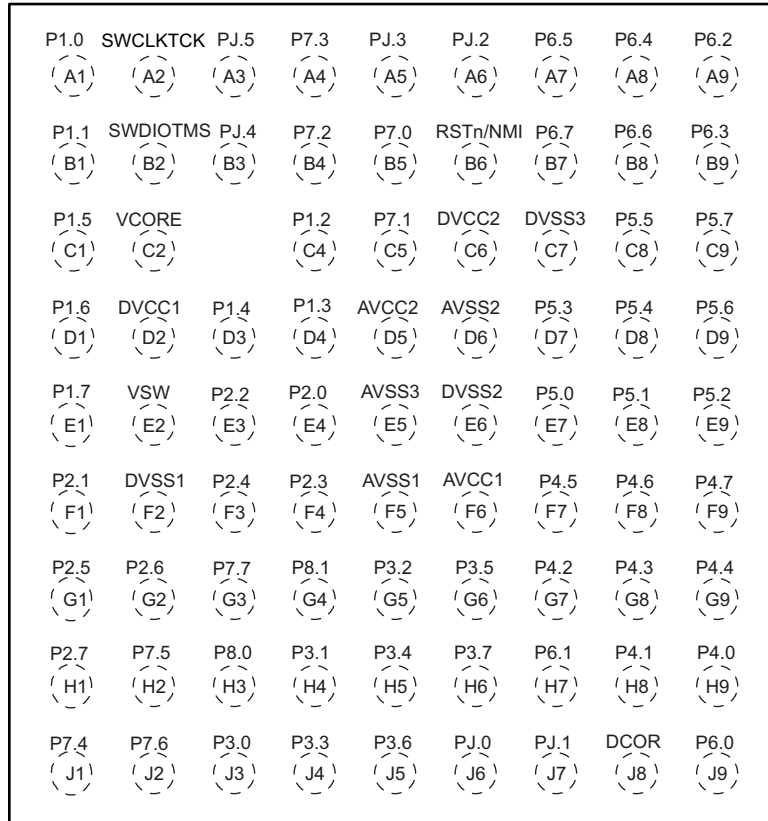 P1.0 SWCLKTCK PJ.5 P7.3 PJ.3 PJ.2 P6.5 P6.4 P6.2
A1 A2 A3 A4 A5 A6 A7 A8 A9
P1.1 SWDIOTMS PJ.4 P7.2 P7.0 RSTn/NMI P6.7 P6.6 P6.3
B1 B2 B3 B4 B5 B6 B7 B8 B9
P1.5 VCORE P1.2 P7.1 DVCC2 DVSS3 P5.5 P5.7
C1 C2 C4 C5 C6 C7 C8 C9
P1.6 DVCC1 P1.4 P1.3 AVCC2 AVSS2 P5.3 P5.4 P5.6
D1 D2 D3 D4 D5 D6 D7 D8 D9
P1.7 VSW P2.2 P2.0 AVSS3 DVSS2 P5.0 P5.1 P5.2
E1 E2 E3 E4 E5 E6 E7 E8 E9
P2.1 DVSS1 P2.4 P2.3 AVSS1 AVCC1 P4.5 P4.6 P4.7
F1 F2 F3 F4 F5 F6 F7 F8 F9
P2.5 P2.6 P7.7 P8.1 P3.2 P3.5 P4.2 P4.3 P4.4
G1 G2 G3 G4 G5 G6 G7 G8 G9
P2.7 P7.5 P8.0 P3.1 P3.4 P3.7 P6.1 P4.1 P4.0
H1 H2 H3 H4 H5 H6 H7 H8 H9
P7.4 P7.6 P3.0 P3.3 P3.6 PJ.0 PJ.1 DCOR P6.0
J1 J2 J3 J4 J5 J6 J7 J8 J9